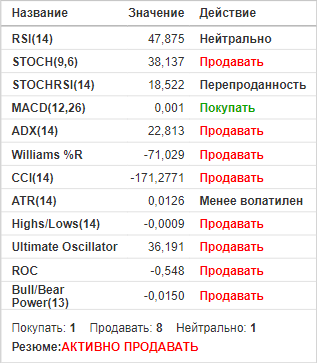 Название Значение Действие
RSI(14) 47,875 Нейтрально
STOCH(9,6) 38,137 Продавать
STOCHRSI(14) 18,522 Перепроданность
MACD(12,26) 0,001 Покупать
ADX(14) 22,813 Продавать
Williams %R -71,029 Продавать
CCI(14) -171,2771 Продавать
ATR(14) 0,0126 Менее волатилен
Highs/Lows(14) -0,0009 Продавать
Ultimate Oscillator 36,191 Продавать
ROC -0,548 Продавать
Bull/Bear
Power(13) -0,0150 Продавать
Покупать: 1 Продавать: 8 Нейтрально: 1
Резюме:АКТИВНО ПРОДАВАТЬ